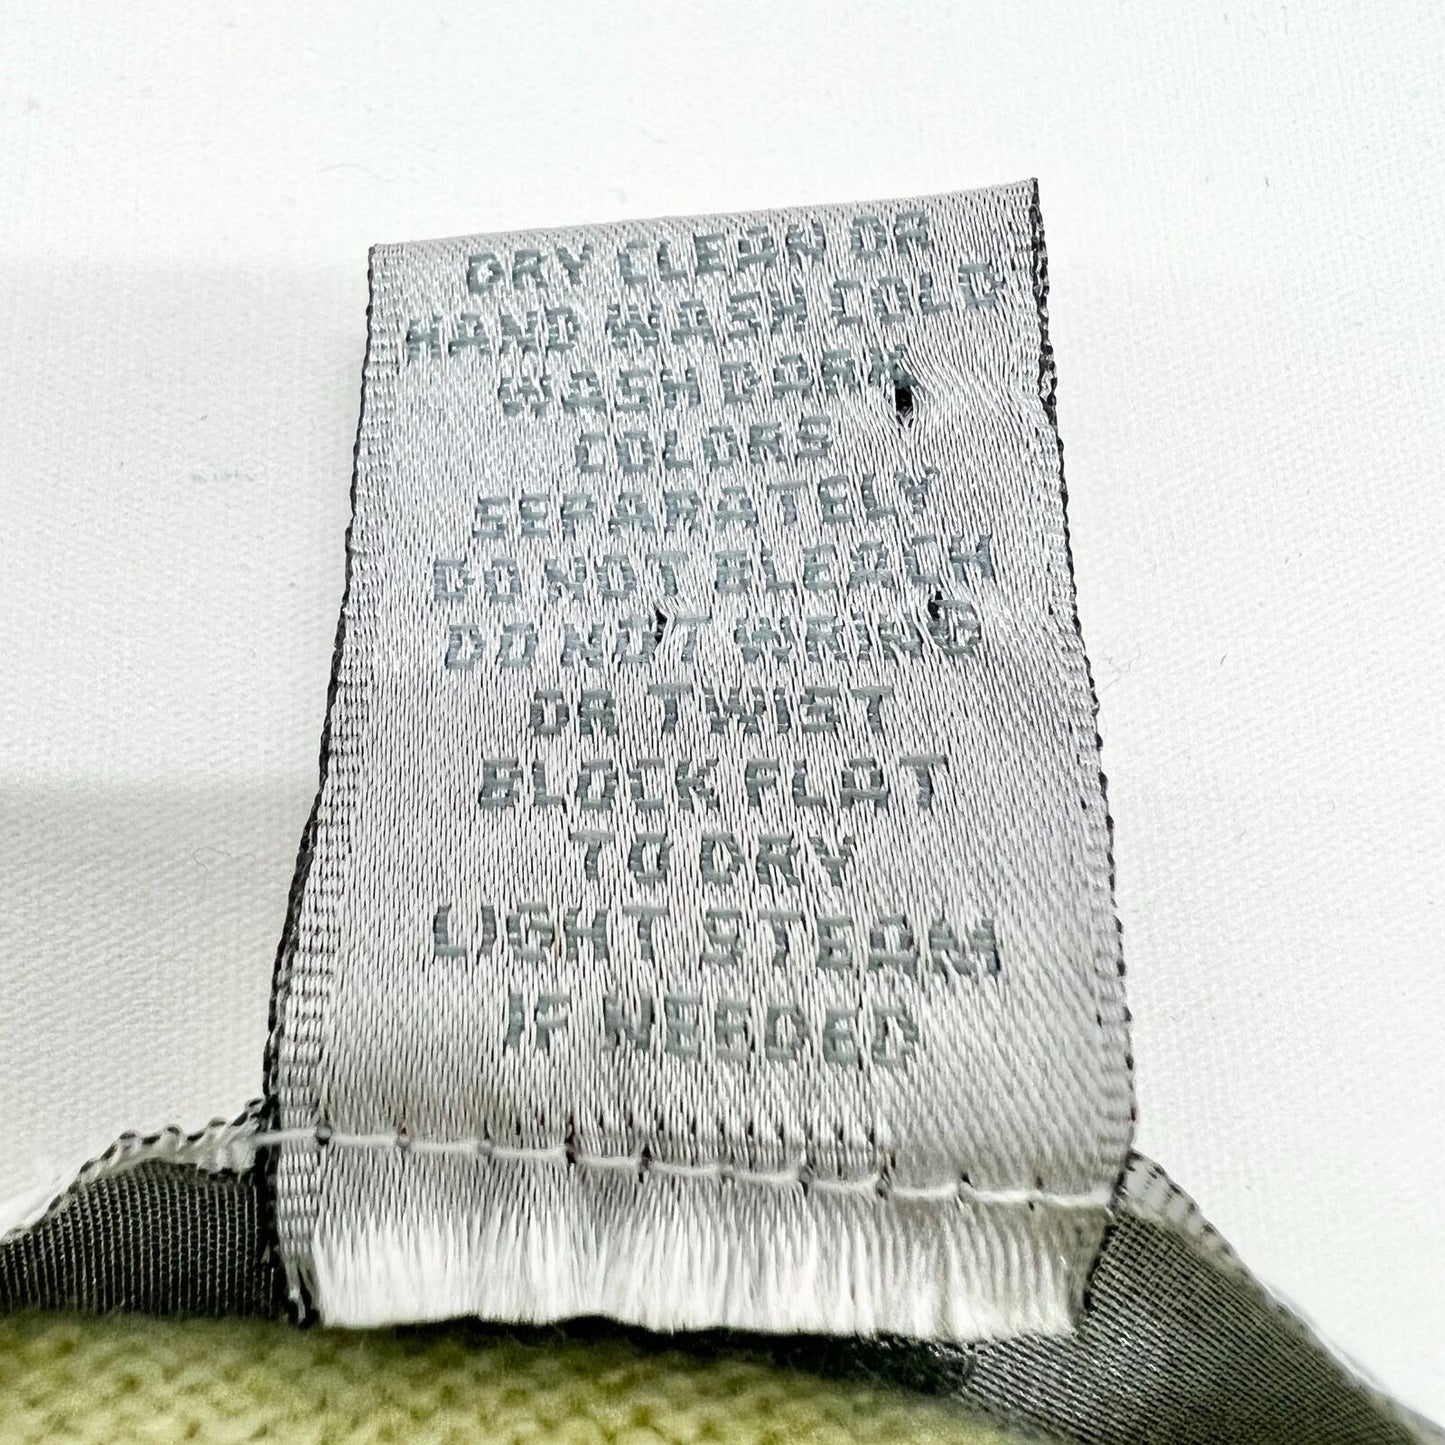 DRY CLEAN OR
HAND WASH COLD
WASH DARK
COLORS
SEPARATELY
DO NOT BLEACH
DO NOT WRING
OR TWIST
BLOCK FLAT
TO DRY
LIGHT STEAM
IF NEEDED